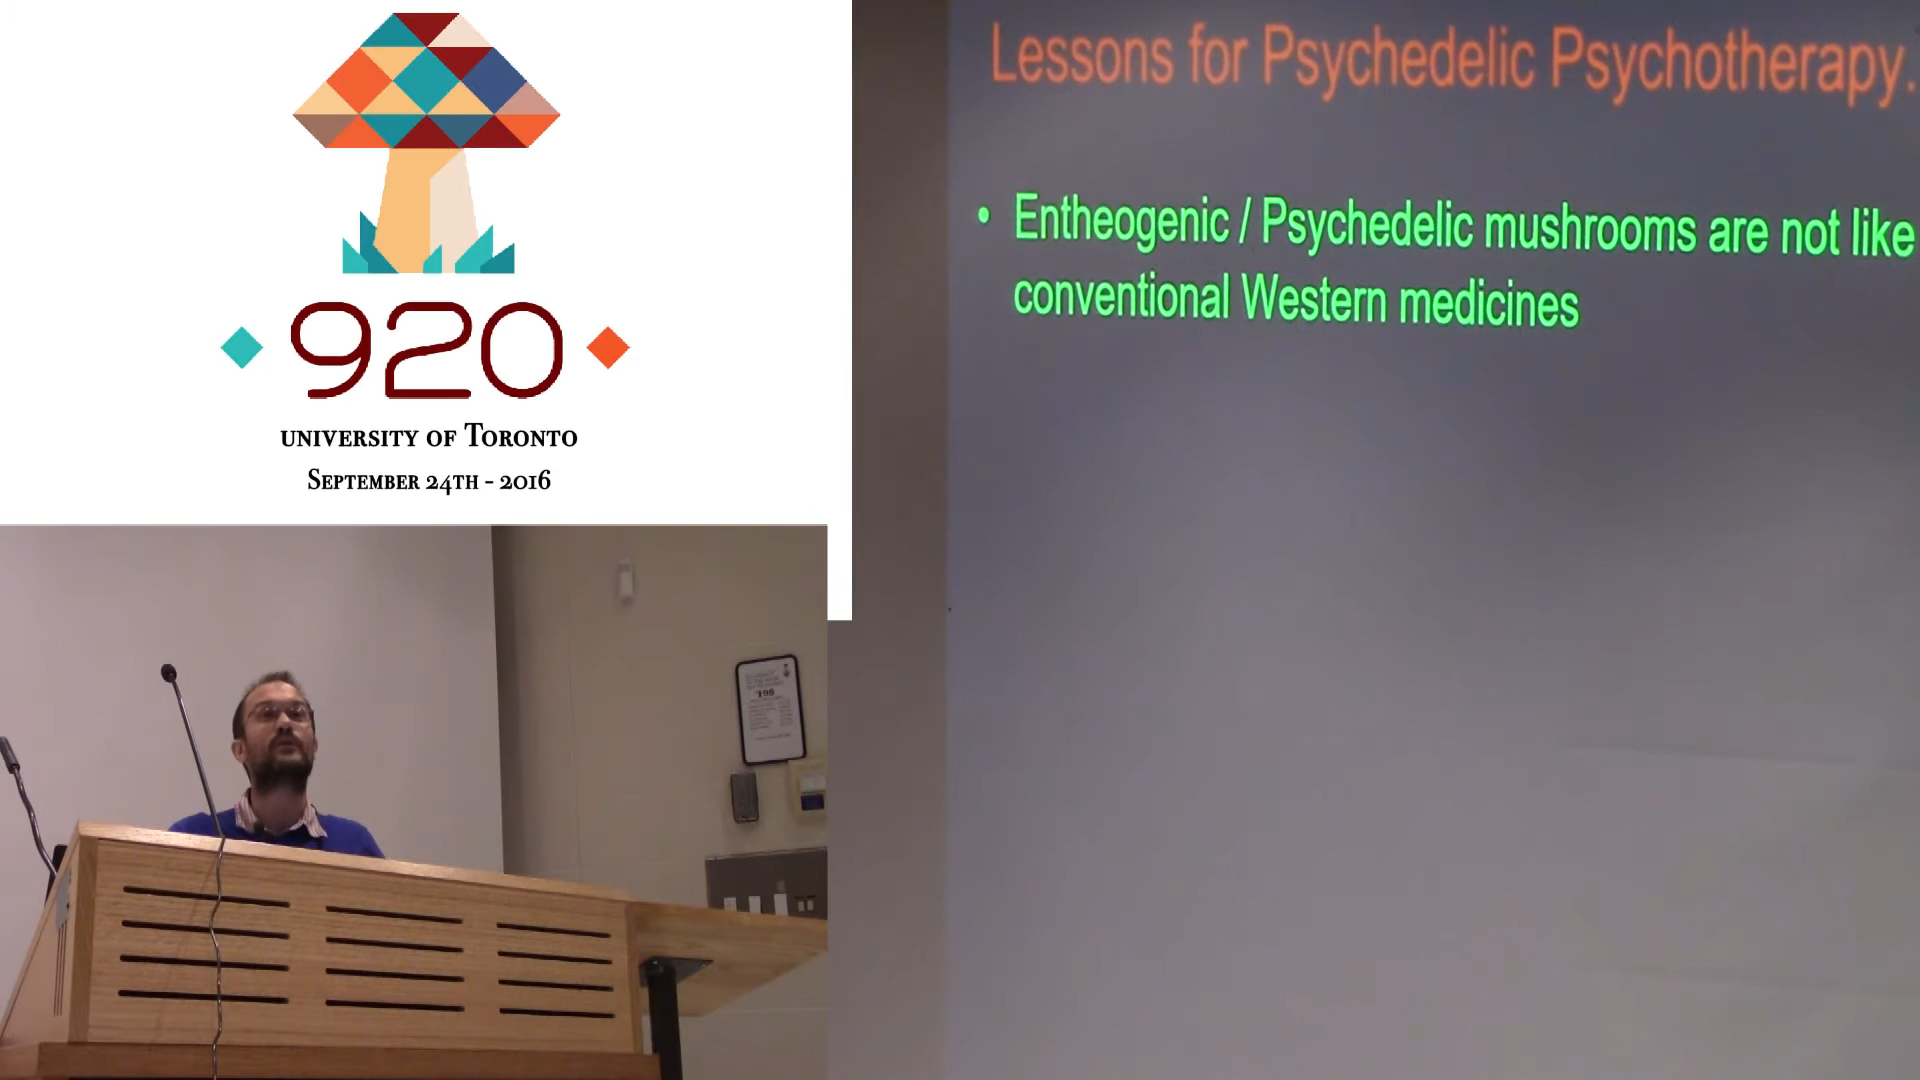 920
UNIVERSITY OF TORONTO
SEPTEMBER 24TH - 2016
Lessons for Psychedelic Psychotherapy.
• Entheogenic / Psychedelic mushrooms are not like
conventional Western medicines
196